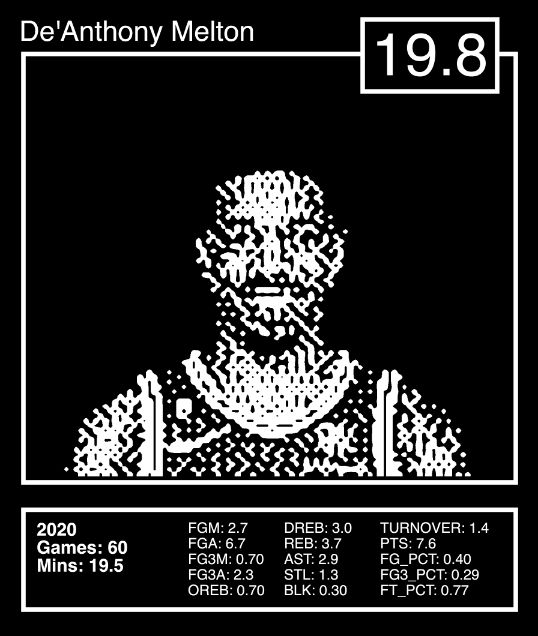 De'Anthony Melton
19.8
2020
Games: 60
Mins: 19.5
FGM: 2.7
FGA: 6.7
FG3M: 0.70
FG3A: 2.3
OREB: 0.70
DREB: 3.0
REB: 3.7
AST: 2.9
STL: 1.3
BLK: 0.30
TURNOVER: 1.4
PTS: 7.6
FG_PCT: 0.40
FG3_PCT: 0.29
FT_PCT: 0.77